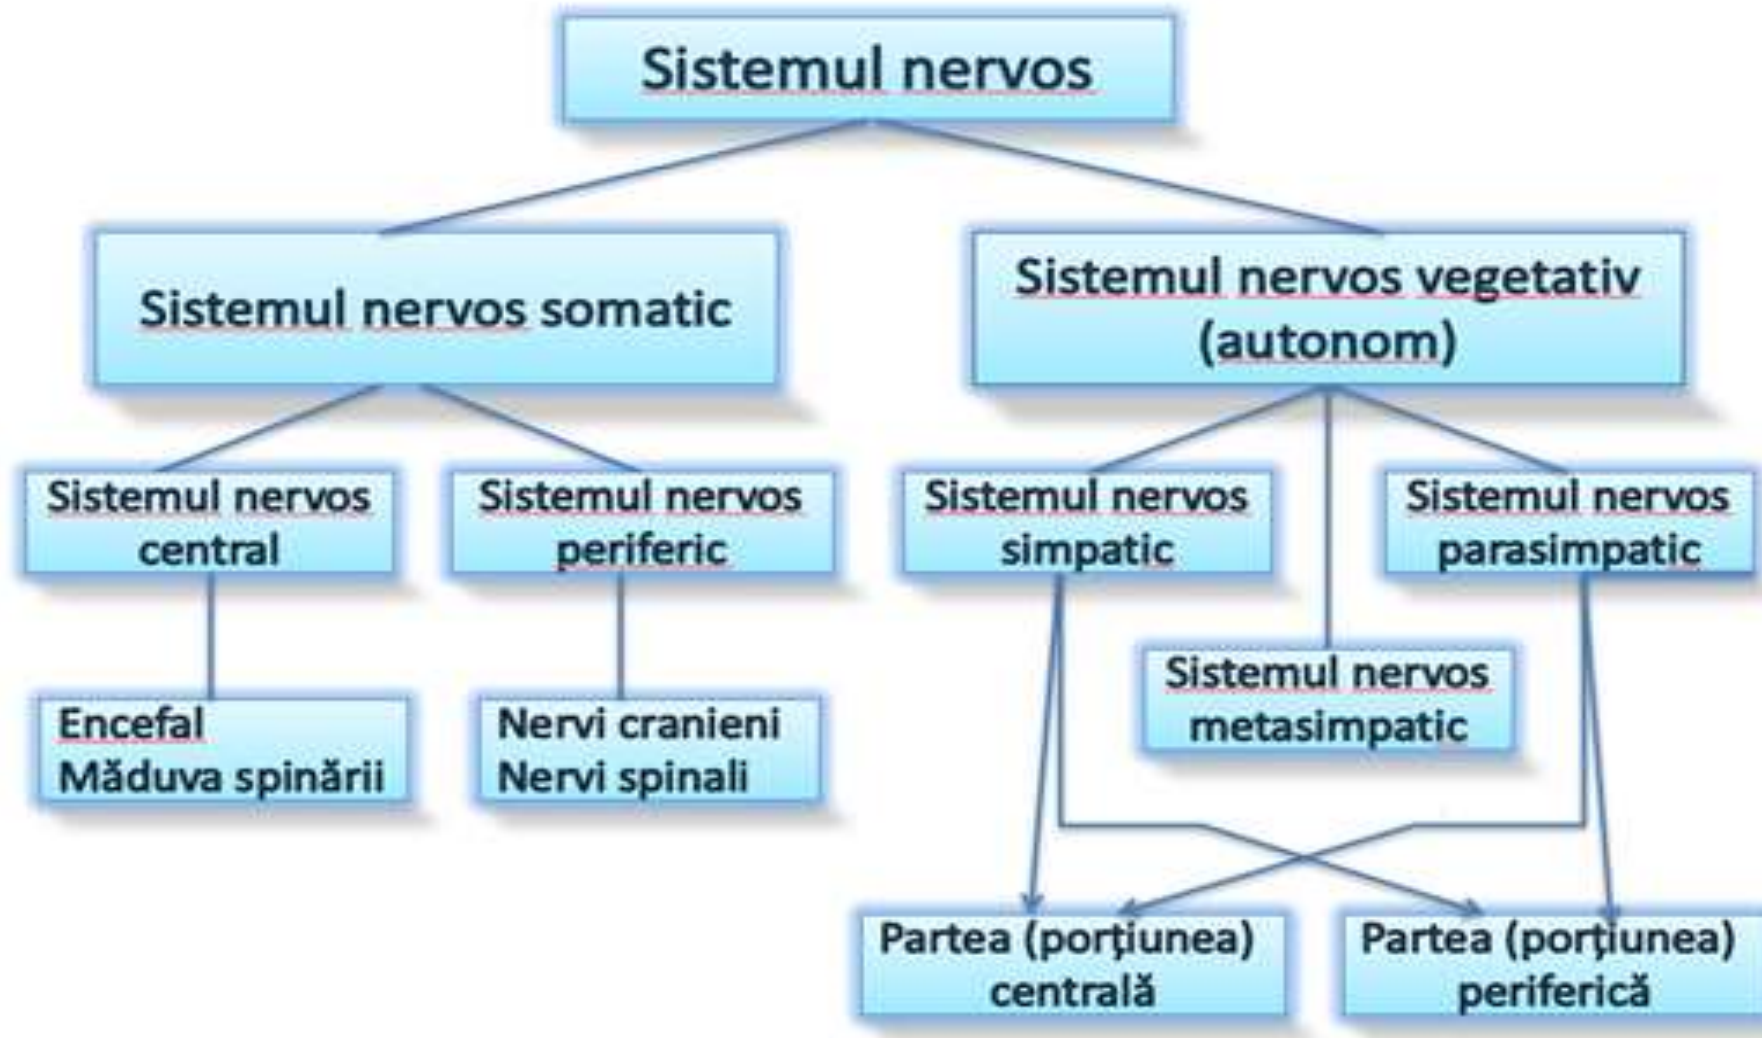 Sistemul nervos
Sistemul nervos somatic
Sistemul nervos vegetativ
(autonom)
Sistemul nervos
central
Sistemul nervos
periferic
Sistemul nervos
simpatic
Sistemul nervos
parasimpatic
Sistemul nervos
metasimpatic
Encefal
Măduva spinării
Nervi cranieni
Nervi spinali
Partea (porţiunea)
centrală
Partea (porţiunea)
periferică